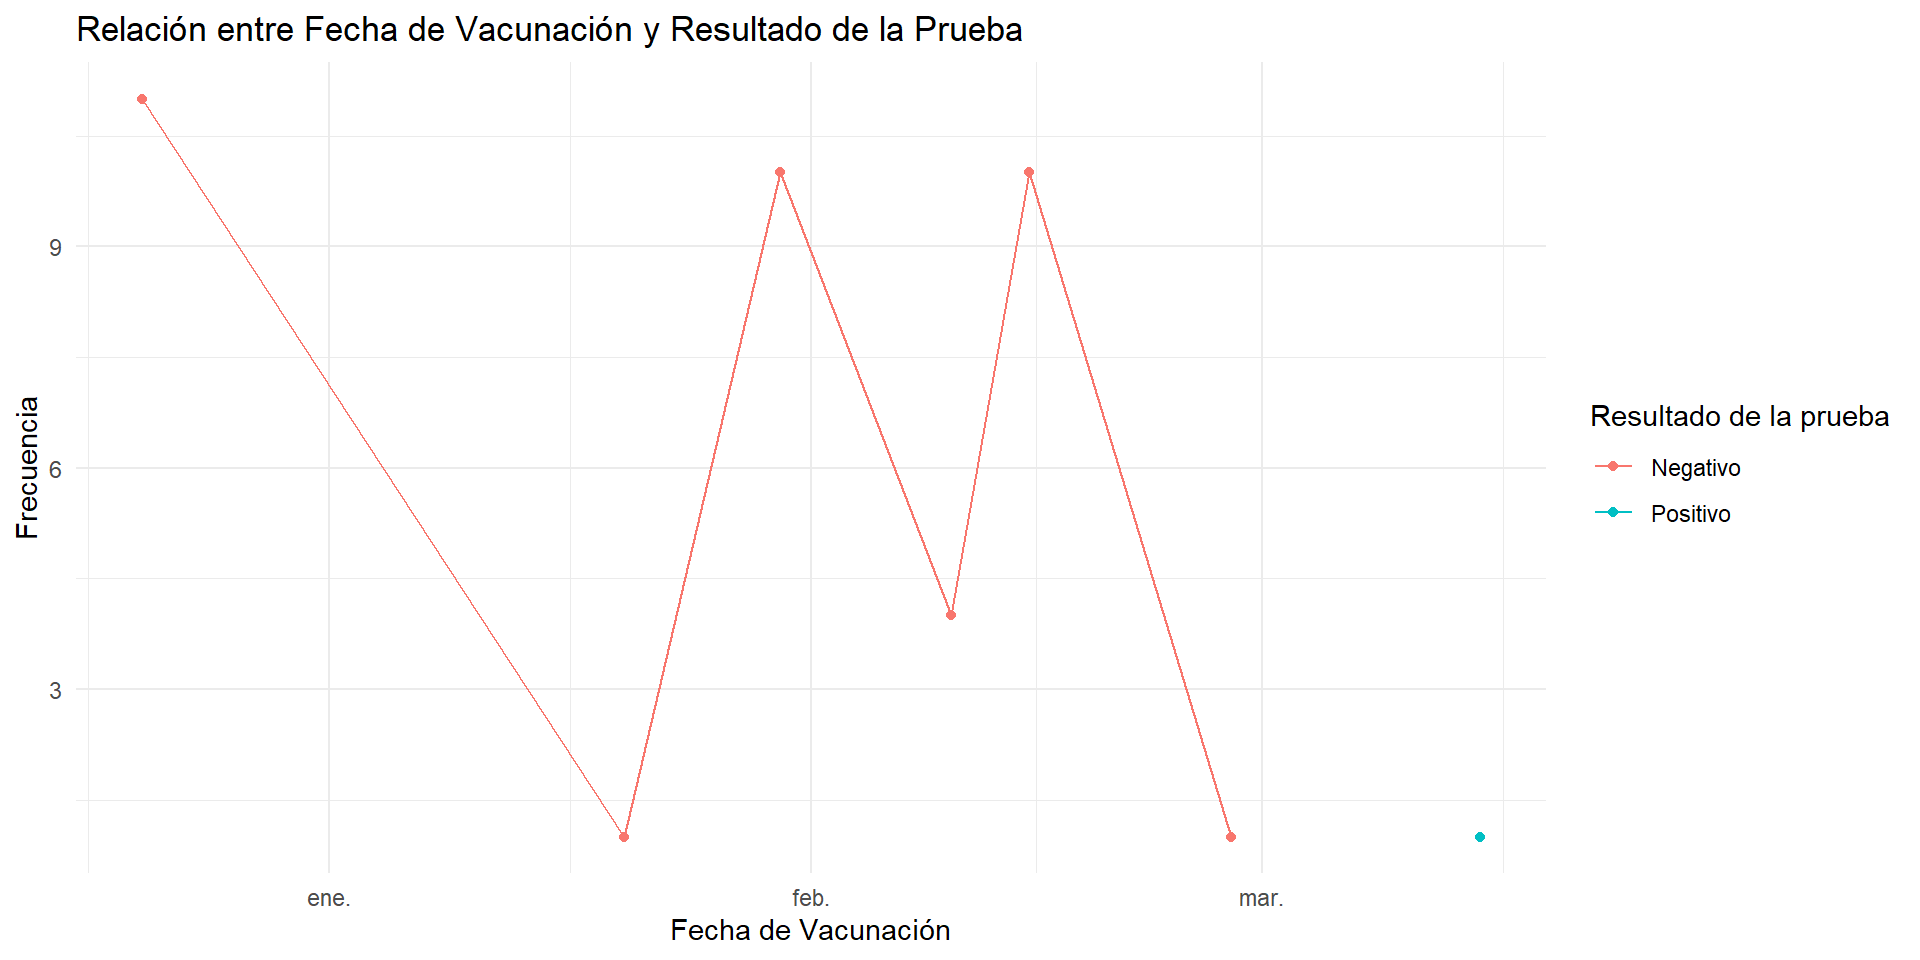 Relación entre Fecha de Vacunación y Resultado de la Prueba
Frecuencia
9
6
3
ene.
feb.
mar.
Fecha de Vacunación
Resultado de la prueba
Negativo
Positivo